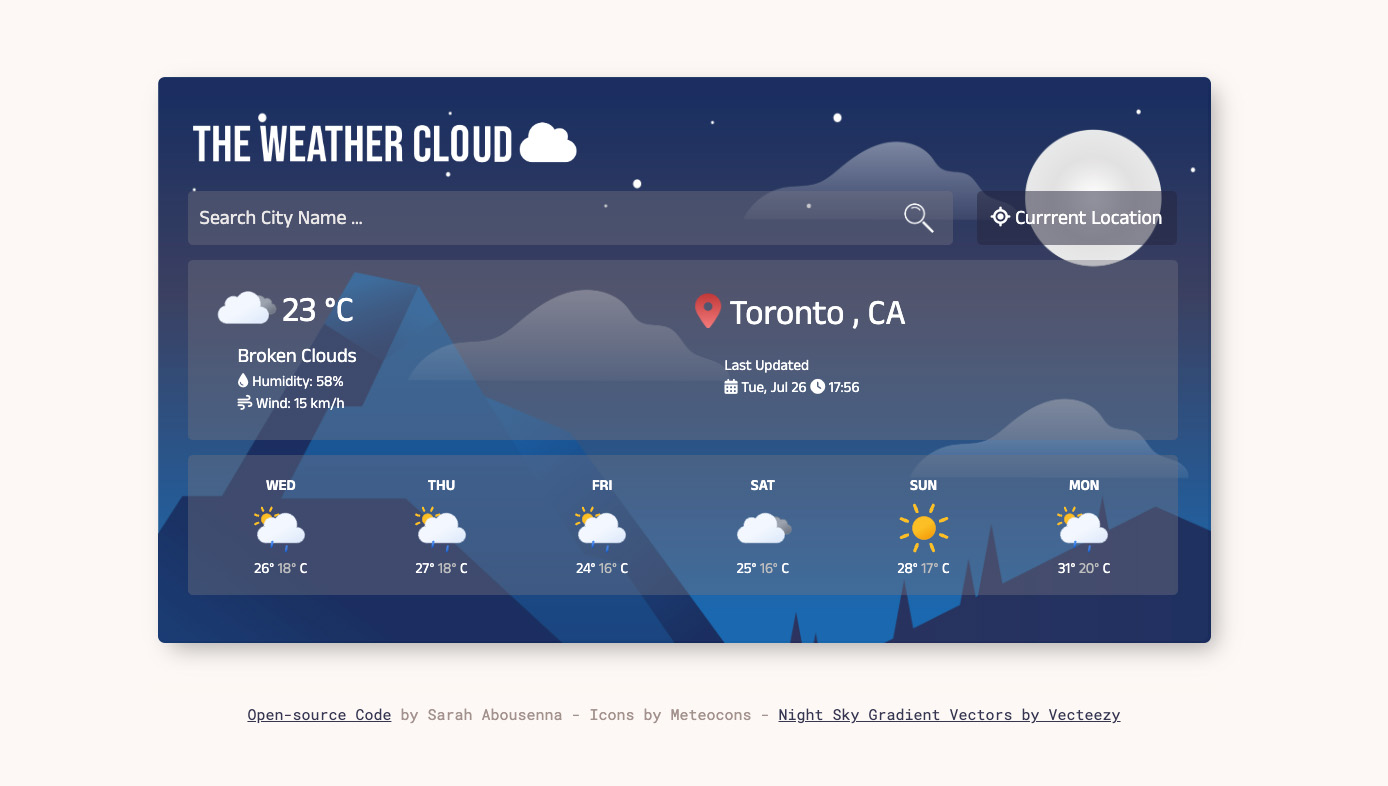 THE WEATHER CLOUD
Search City Name ...
Currrent Location
23 °C
Broken Clouds
Humidity: 58%
Wind: 15 km/h
Toronto , CA
Last Updated
Tue, Jul 26 17:56
WED THU FRI SAT SUN MON
26° 18° C 27° 18° C 24° 16° C 25° 16° C 28° 17° C 31° 20° C
Open-source Code by Sarah Abousenna - Icons by Meteocons - Night Sky Gradient Vectors by Vecteezy